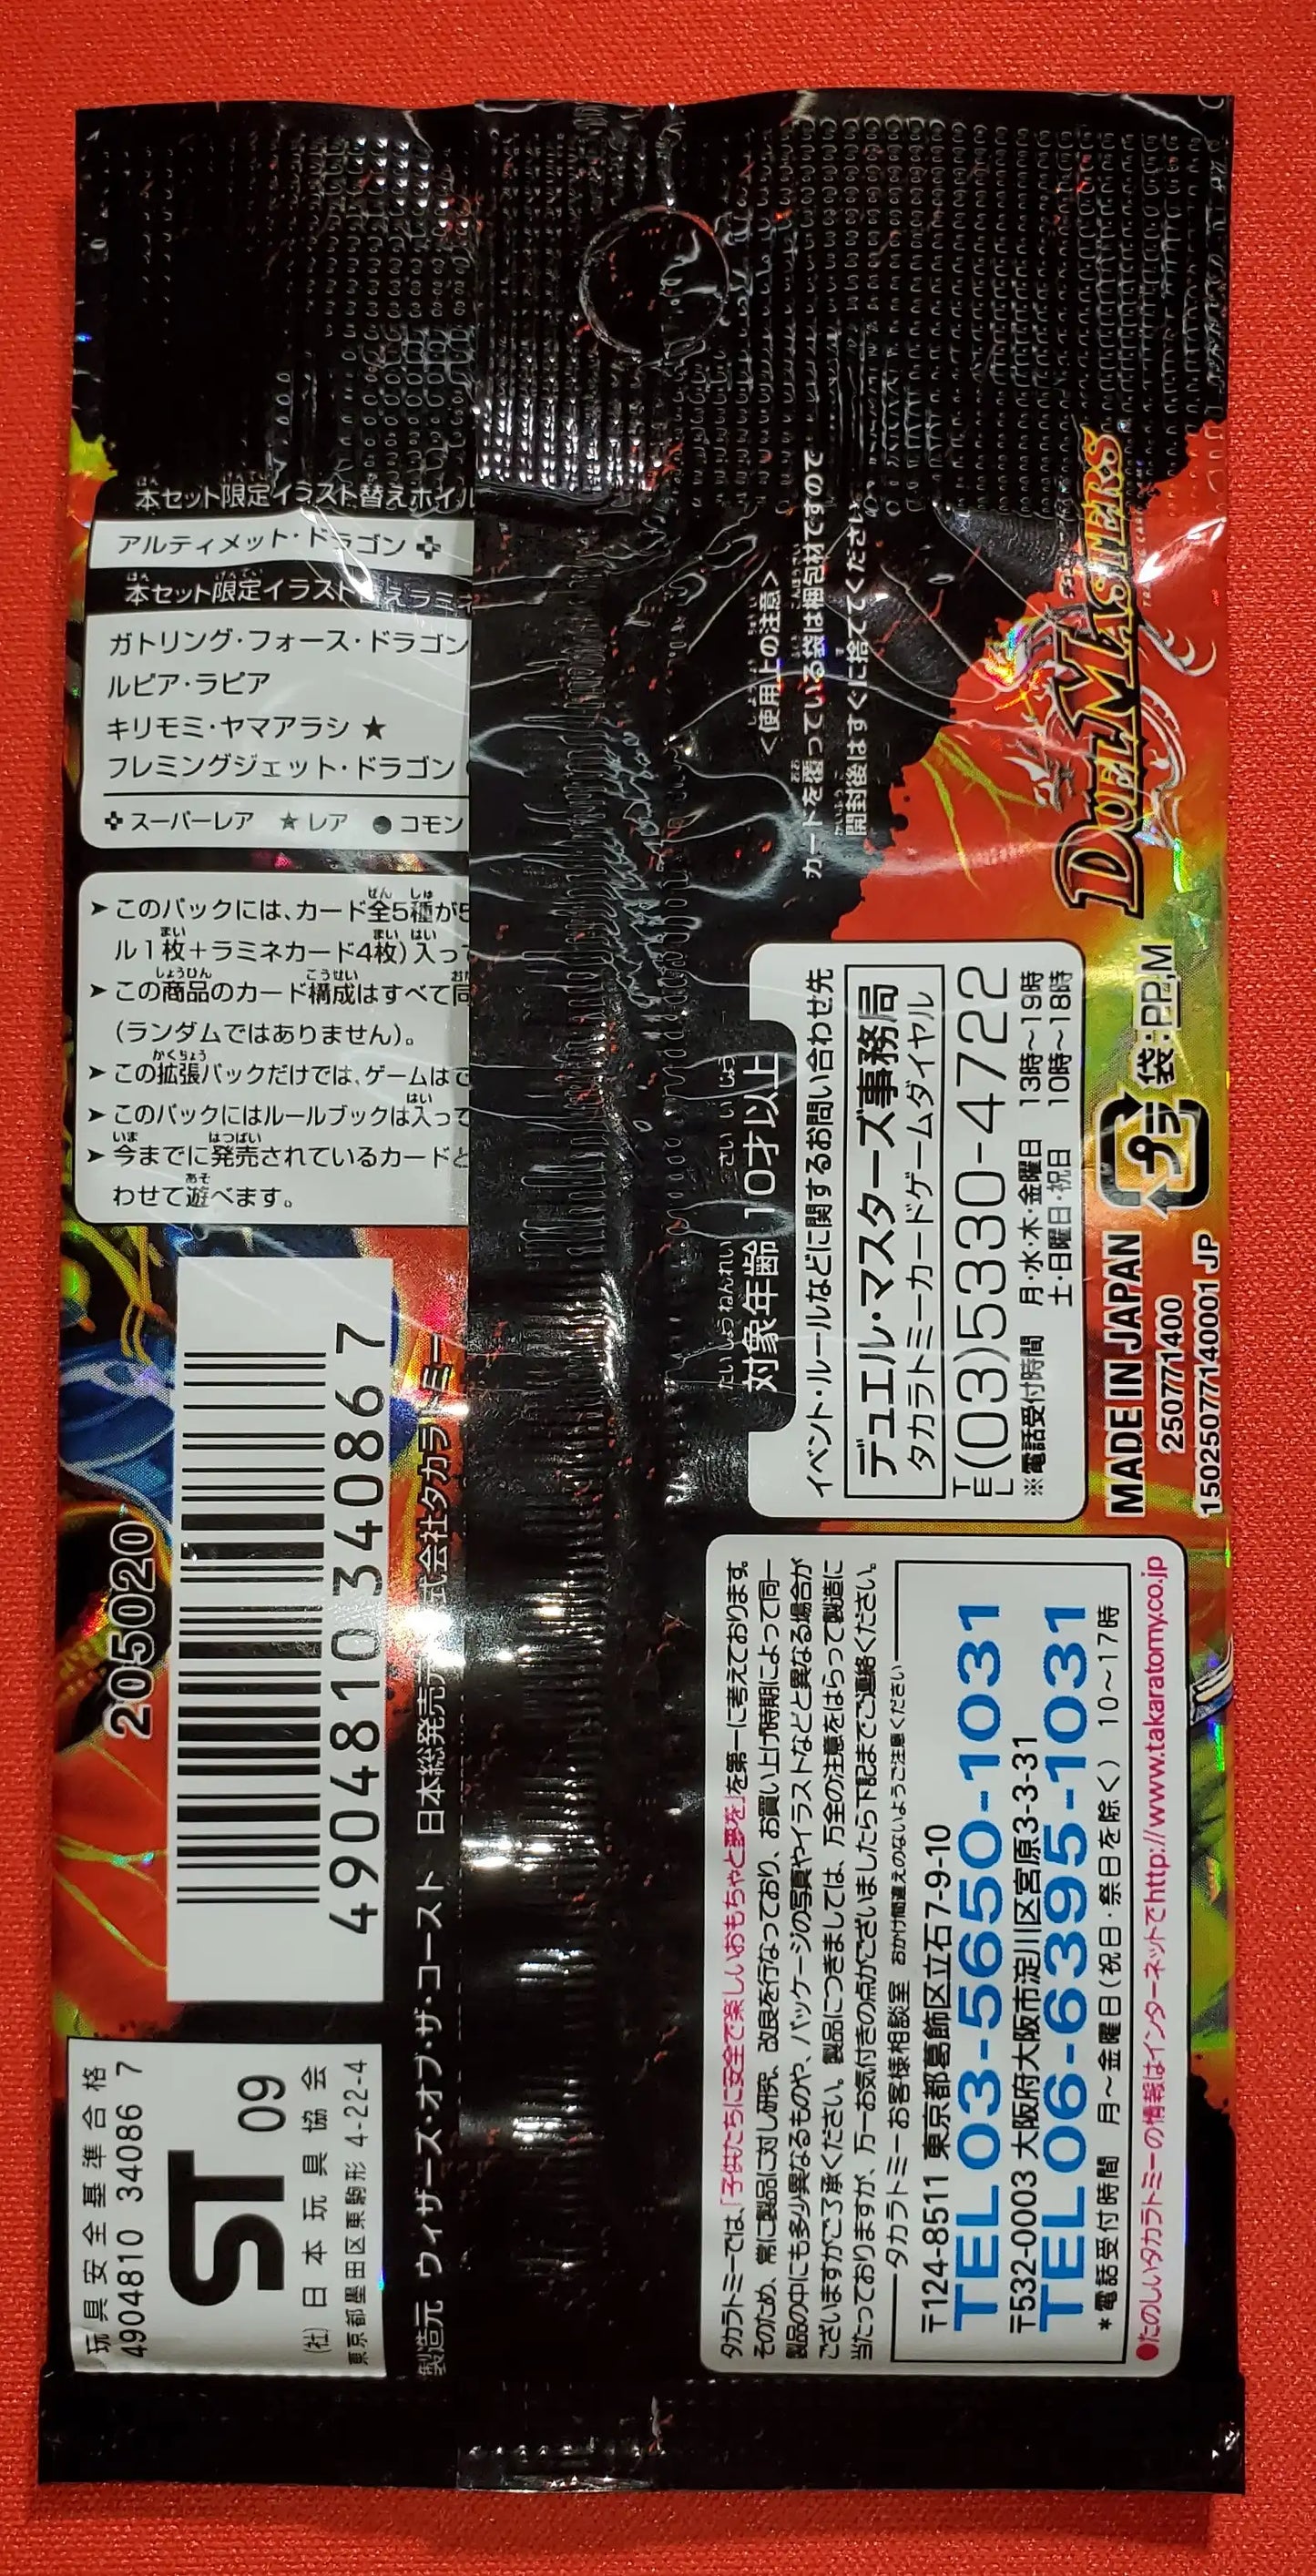 本セット限定イラスト替えホイル
アルティメット・ドラゴン
本セット限定イラスト替えラミネ
ガトリング・フォース・ドラゴン
ルピア・ラピア
キリモミ・ヤマアラシ ★
フレミングジェット・ドラゴン
スーパーレア ★レア ●コモン
➤このパックには、カード全5種が5
ル1枚+ラミネカード4枚)入って
➤この商品のカード構成はすべて同
(ランダムではありません)。
➤この拡張パックだけでは、ゲームはで
➤このパックにはルールブックは入って
➤今までに発売されているカードと
わせて遊べます。
205020
4904810340867
玩具安全基準合格
4904810 34086 7
ST 09
(社)日本玩具協会
東京都墨田区東駒形 4-22-4
製造元 ウィザーズ・オブ・ザ・コースト 日本総発売元 株式会社タカラトミー
<使用上の注意>
カードを覆っている袋は梱包材ですので
開封後はすぐに捨ててください
DUEL MASTERS
対象年齢 10才以上
イベント・ルールなどに関するお問い合わせ先
デュエル・マスターズ事務局
タカラトミーカードゲームダイヤル
TEL(03)5330-4722
※電話受付時間 月・水・木・金曜日 13時〜19時
土・日曜日・祝日 10時〜18時
プラ 袋:PP,M
MADE IN JAPAN
250771400
150250771 40001 JP
タカラトミーでは、「子供たちに安全で楽しいおもちゃと夢を」を第一に考えております。
そのため、常に製品に対し研究、改良を行なっており、お買い上げ時期によって同一
製品の中にも多少異なるものや、パッケージの写真やイラストなどと異なる場合が
ございますがご了承ください。製品につきましては、万全の注意をはらって製造に
当たっておりますが、万一お気付きの点がございましたら下記までご連絡ください。
タカラトミーお客様相談室 おかけ間違えのないようご注意ください
〒124-8511 東京都葛飾区立石7-9-10
TEL 03-5650-1031
〒532-0003 大阪府大阪市淀川区宮原3-3-31
TEL 06-6395-1031
*電話受付時間 月〜金曜日(祝日・祭日を除く) 10〜17時
●たのしいタカラトミーの情報はインターネットでhttp://www.takaratomy.co.jp